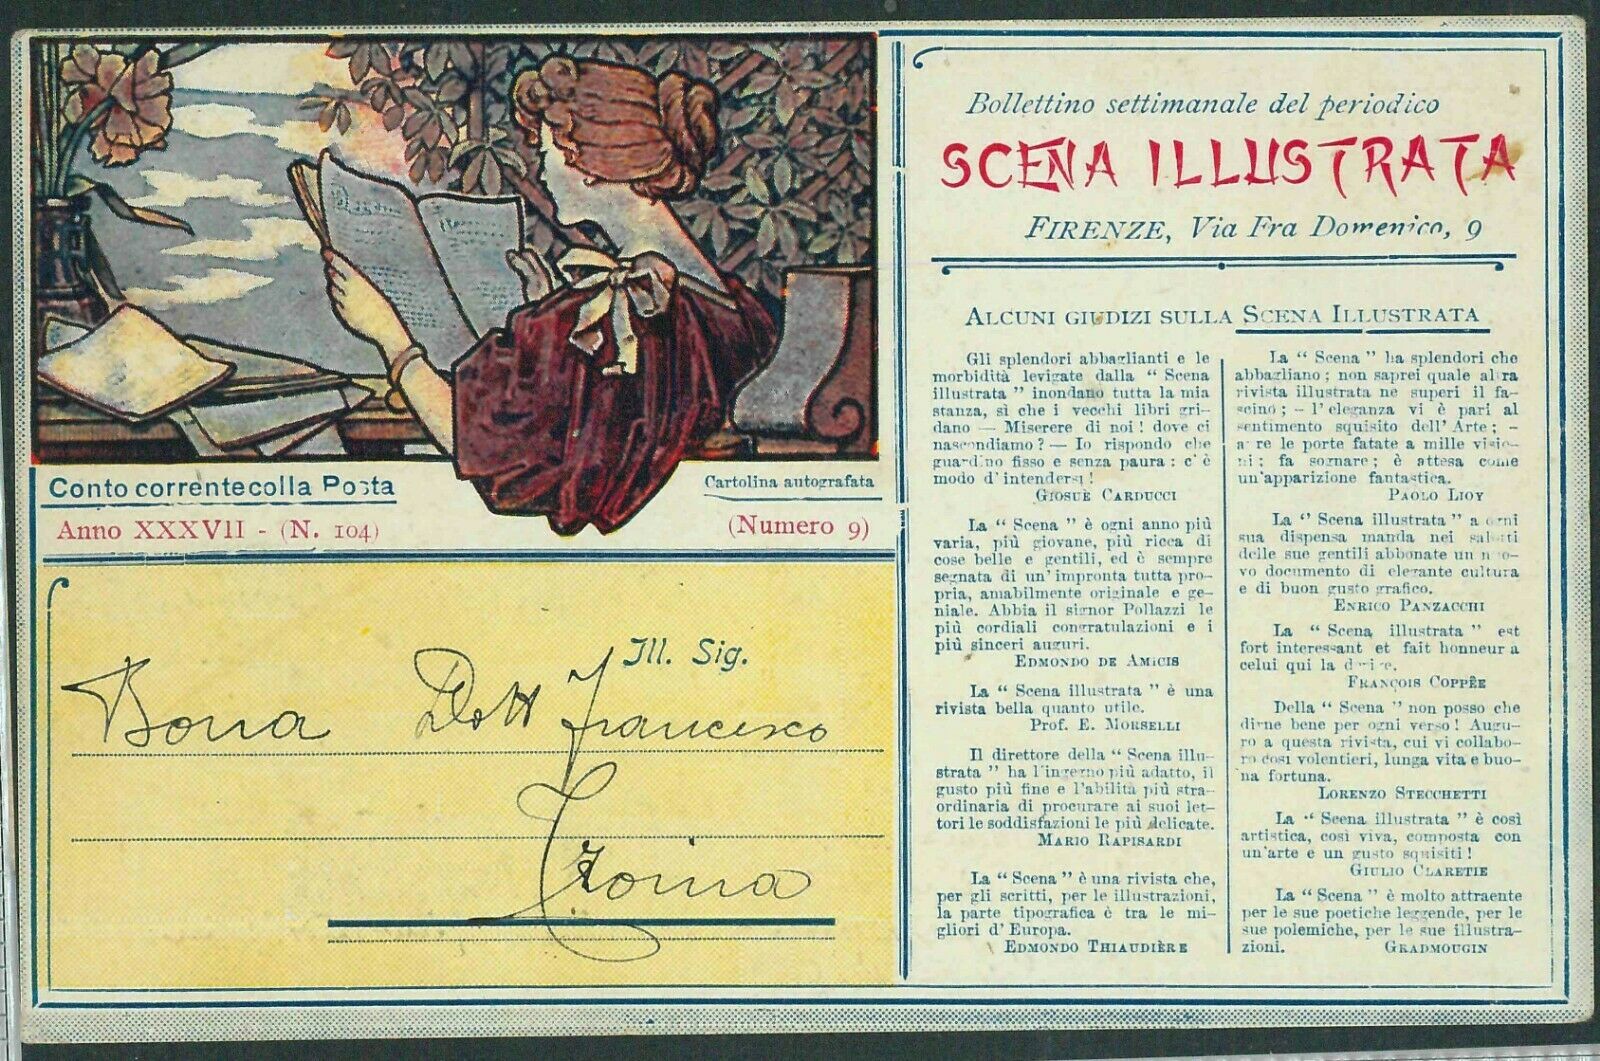 Conto corrente colla Posta
Cartolina autografata
Anno XXXVII - (N. 104)
(Numero 9)
Ill. Sig.
Bona Dott Francesco
Troina
Bollettino settimanale del periodico
SCENA ILLUSTRATA
FIRENZE, Via Fra Domenico, 9
ALCUNI GIUDIZI SULLA SCENA ILLUSTRATA
Gli splendori abbaglianti e le
morbidità levigate dalla “ Scena
illustrata ” inondano tutta la mia
stanza, sì che i vecchi libri gri-
dano — Miserere di noi ! dove ci
nascondiamo ? — Io rispondo che
guardino fisso e senza paura : c' è
modo d' intendersi !
GIOSUÈ CARDUCCI
La “ Scena ” è ogni anno più
varia, più giovane, più ricca di
cose belle e gentili, ed è sempre
segnata di un' impronta tutta pro-
pria, amabilmente originale e ge-
niale. Abbia il signor Pollazzi le
più cordiali congratulazioni e i
più sinceri auguri.
EDMONDO DE AMICIS
La “ Scena illustrata ” è una
rivista bella quanto utile.
Prof. E. MORSELLI
Il direttore della “ Scena illu-
strata ” ha l'ingegno più adatto, il
gusto più fine e l'abilità più stra-
ordinaria di procurare ai suoi let-
tori le soddisfazioni le più delicate.
MARIO RAPISARDI
La “ Scena ” è una rivista che,
per gli scritti, per le illustrazioni,
la parte tipografica è tra le mi-
gliori d' Europa.
EDMONDO THIAUDIÈRE
La “ Scena ” ha splendori che
abbagliano ; non saprei quale altra
rivista illustrata ne superi il fa-
scino ; — l' eleganza vi è pari al
sentimento squisito dell' Arte ; —
apre le porte fatate a mille visio-
ni ; fa sognare ; è attesa come
un'apparizione fantastica.
PAOLO LIOY
La “ Scena illustrata ” a ogni
sua dispensa manda nei salotti
delle sue gentili abbonate un nuo-
vo documento di elegante cultura
e di buon gusto grafico.
ENRICO PANZACCHI
La “ Scena illustrata ” est
fort interessant et fait honneur a
celui qui la dirige.
FRANÇOIS COPPÊE
Della “ Scena ” non posso che
dirne bene per ogni verso ! Augu-
ro a questa rivista, cui vi collabo-
ro così volentieri, lunga vita e buo-
na fortuna.
LORENZO STECCHETTI
La “ Scena illustrata ” è così
artistica, così viva, composta con
un'arte e un gusto squisiti !
GIULIO CLARETIE
La “ Scena ” è molto attraente
per le sue poetiche leggende, per le
sue polemiche, per le sue illustra-
zioni. GRADMOUGIN